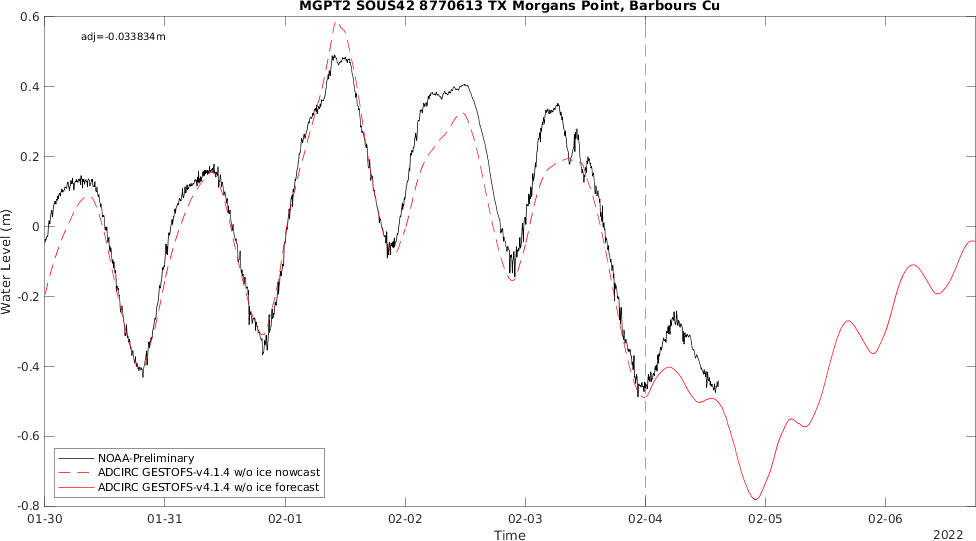 MGPT2 SOUS42 8770613 TX Morgans Point, Barbours Cu
adj=-0.033834m
0.6
0.4
0.2
0
-0.2
-0.4
-0.6
-0.8
Water Level (m)
NOAA-Preliminary
ADCIRC GESTOFS-v4.1.4 w/o ice nowcast
ADCIRC GESTOFS-v4.1.4 w/o ice forecast
01-30 01-31 02-01 02-02 02-03 02-04 02-05 02-06
Time
2022